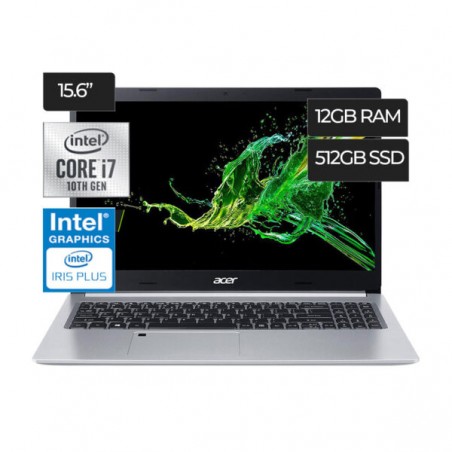 15.6”
intel
CORE i7
10TH GEN
Intel
GRAPHICS
intel
IRIS PLUS
12GB RAM
512GB SSD
acer